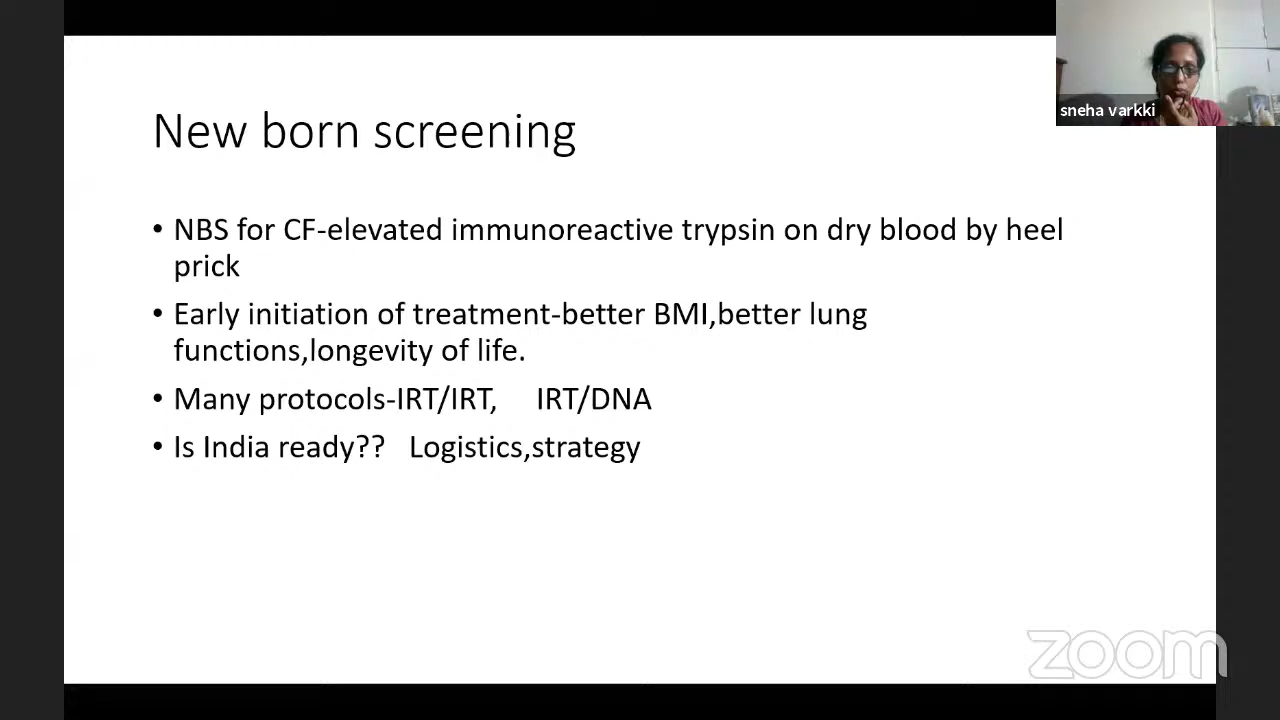 sneha varkki
New born screening
• NBS for CF-elevated immunoreactive trypsin on dry blood by heel
prick
• Early initiation of treatment-better BMI,better lung
functions,longevity of life.
• Many protocols-IRT/IRT, IRT/DNA
• Is India ready?? Logistics,strategy
zoom